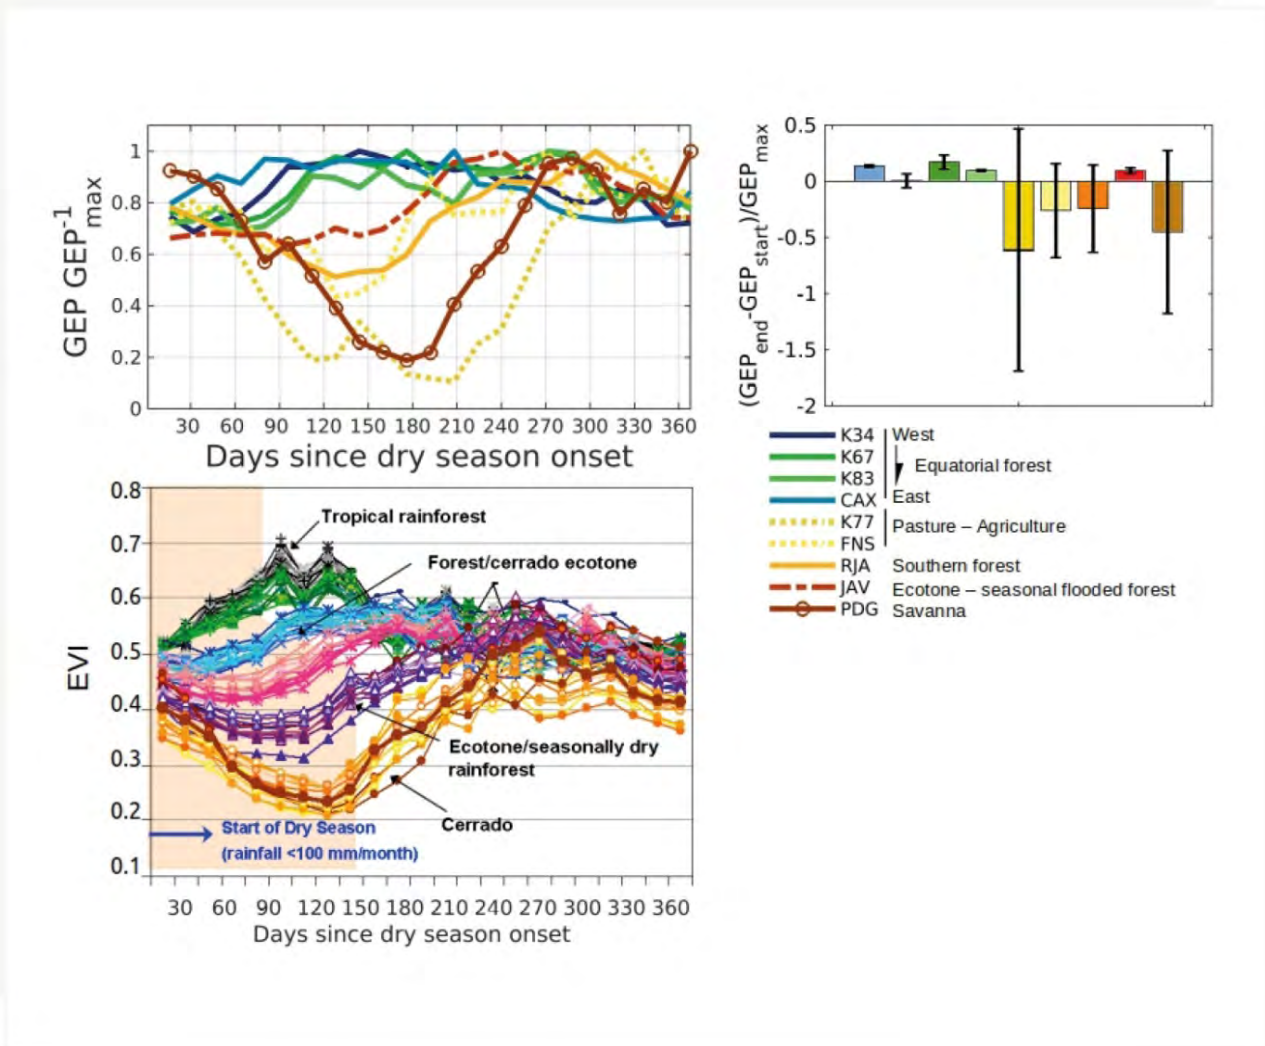 GEP GEP-1max
1
0.8
0.6
0.4
0.2
0
30 60 90 120 150 180 210 240 270 300 330 360
Days since dry season onset
(GEPend-GEPstart)/GEPmax
0.5
0
-0.5
-1
-1.5
-2
K34 West
K67
Equatorial forest
K83
CAX East
K77
Pasture – Agriculture
FNS
RJA Southern forest
JAV Ecotone – seasonal flooded forest
PDG Savanna
EVI
0.8
0.7
0.6
0.5
0.4
0.3
0.2
0.1
Tropical rainforest
Forest/cerrado ecotone
Ecotone/seasonally dry
rainforest
Cerrado
Start of Dry Season
(rainfall <100 mm/month)
30 60 90 120 150 180 210 240 270 300 330 360
Days since dry season onset